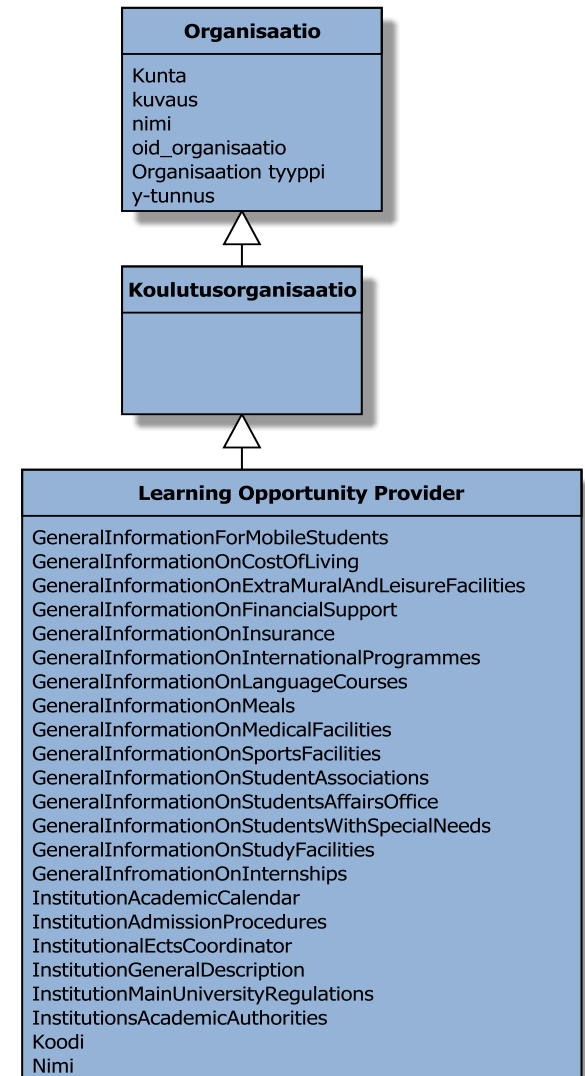 Organisaatio
Kunta
kuvaus
nimi
oid_organisaatio
Organisaation tyyppi
y-tunnus
Koulutusorganisaatio
Learning Opportunity Provider
GeneralInformationForMobileStudents
GeneralInformationOnCostOfLiving
GeneralInformationOnExtraMuralAndLeisureFacilities
GeneralInformationOnFinancialSupport
GeneralInformationOnInsurance
GeneralInformationOnInternationalProgrammes
GeneralInformationOnLanguageCourses
GeneralInformationOnMeals
GeneralInformationOnMedicalFacilities
GeneralInformationOnSportsFacilities
GeneralInformationOnStudentAssociations
GeneralInformationOnStudentsAffairsOffice
GeneralInformationOnStudentsWithSpecialNeeds
GeneralInformationOnStudyFacilities
GeneralInfromationOnInternships
InstitutionAcademicCalendar
InstitutionAdmissionProcedures
InstitutionalEctsCoordinator
InstitutionGeneralDescription
InstitutionMainUniversityRegulations
InstitutionsAcademicAuthorities
Koodi
Nimi